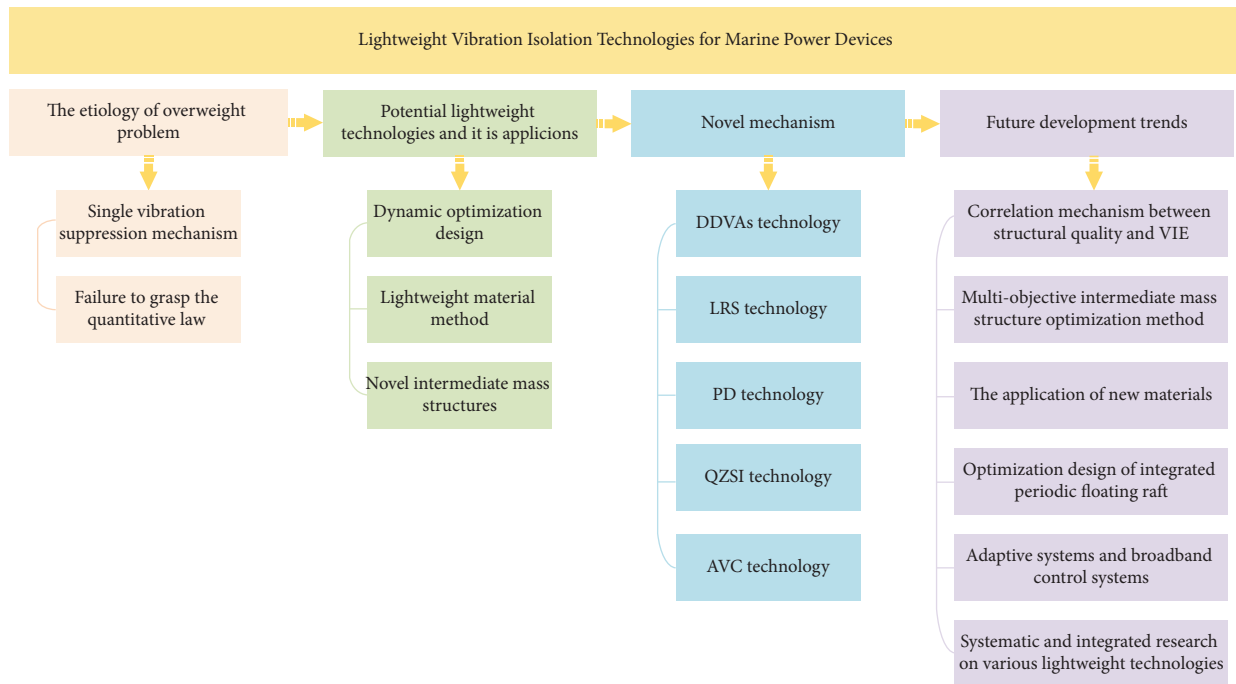 Lightweight Vibration Isolation Technologies for Marine Power Devices
The etiology of overweight
problem
Single vibration
suppression mechanism
Failure to grasp the
quantitative law
Potential lightweight
technologies and it is applicions
Dynamic optimization
design
Lightweight material
method
Novel intermediate mass
structures
Novel mechanism
DDVAs technology
LRS technology
PD technology
QZSI technology
AVC technology
Future development trends
Correlation mechanism between
structural quality and VIE
Multi-objective intermediate mass
structure optimization method
The application of new materials
Optimization design of integrated
periodic floating raft
Adaptive systems and broadband
control systems
Systematic and integrated research
on various lightweight technologies